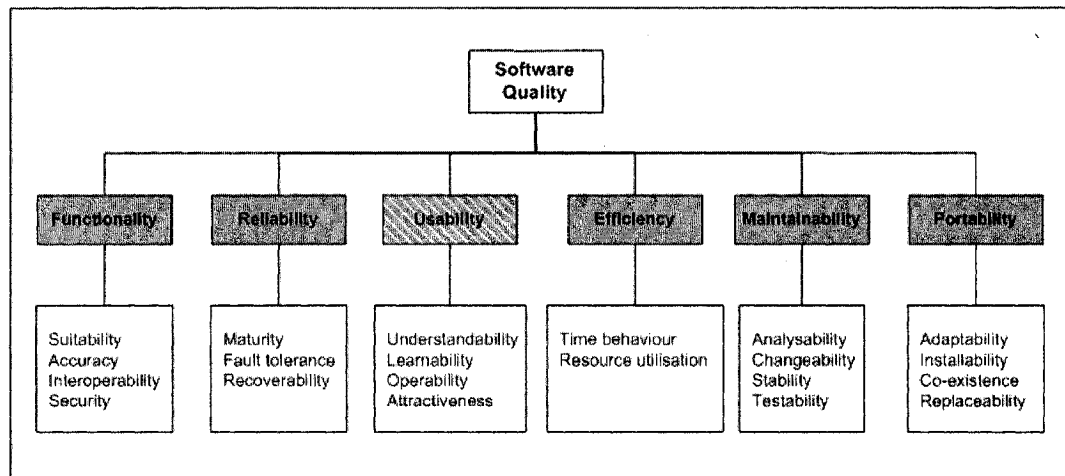 Software
Quality
Functionality
Reliability
Usability
Efficiency
Maintainability
Portability
Suitability
Accuracy
Interoperability
Security
Maturity
Fault tolerance
Recoverability
Understandability
Learnability
Operability
Attractiveness
Time behaviour
Resource utilisation
Analysability
Changeability
Stability
Testability
Adaptability
Installability
Co-existence
Replaceability